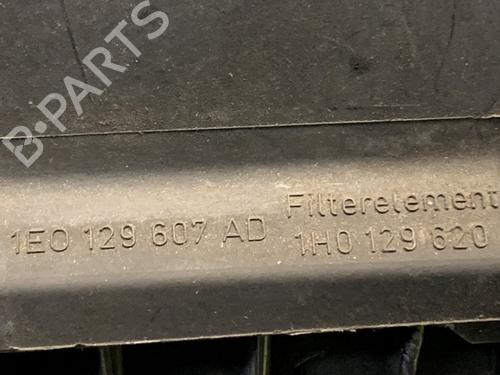 B-PARTS
1E0 129 607 AD
Filterelement
1H0 129 620